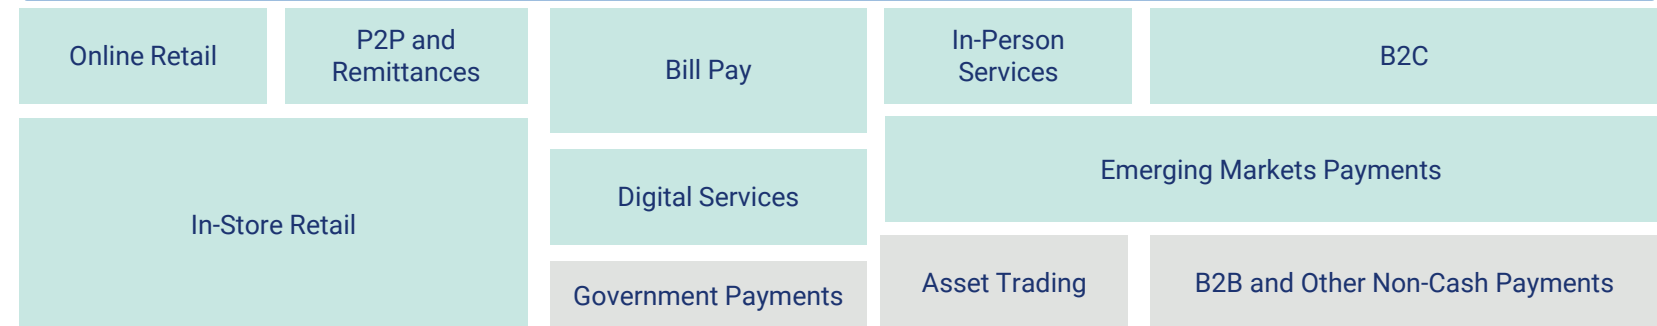 Online Retail
P2P and
Remittances
Bill Pay
In-Person
Services
B2C
In-Store Retail
Digital Services
Emerging Markets Payments
Government Payments
Asset Trading
B2B and Other Non-Cash Payments